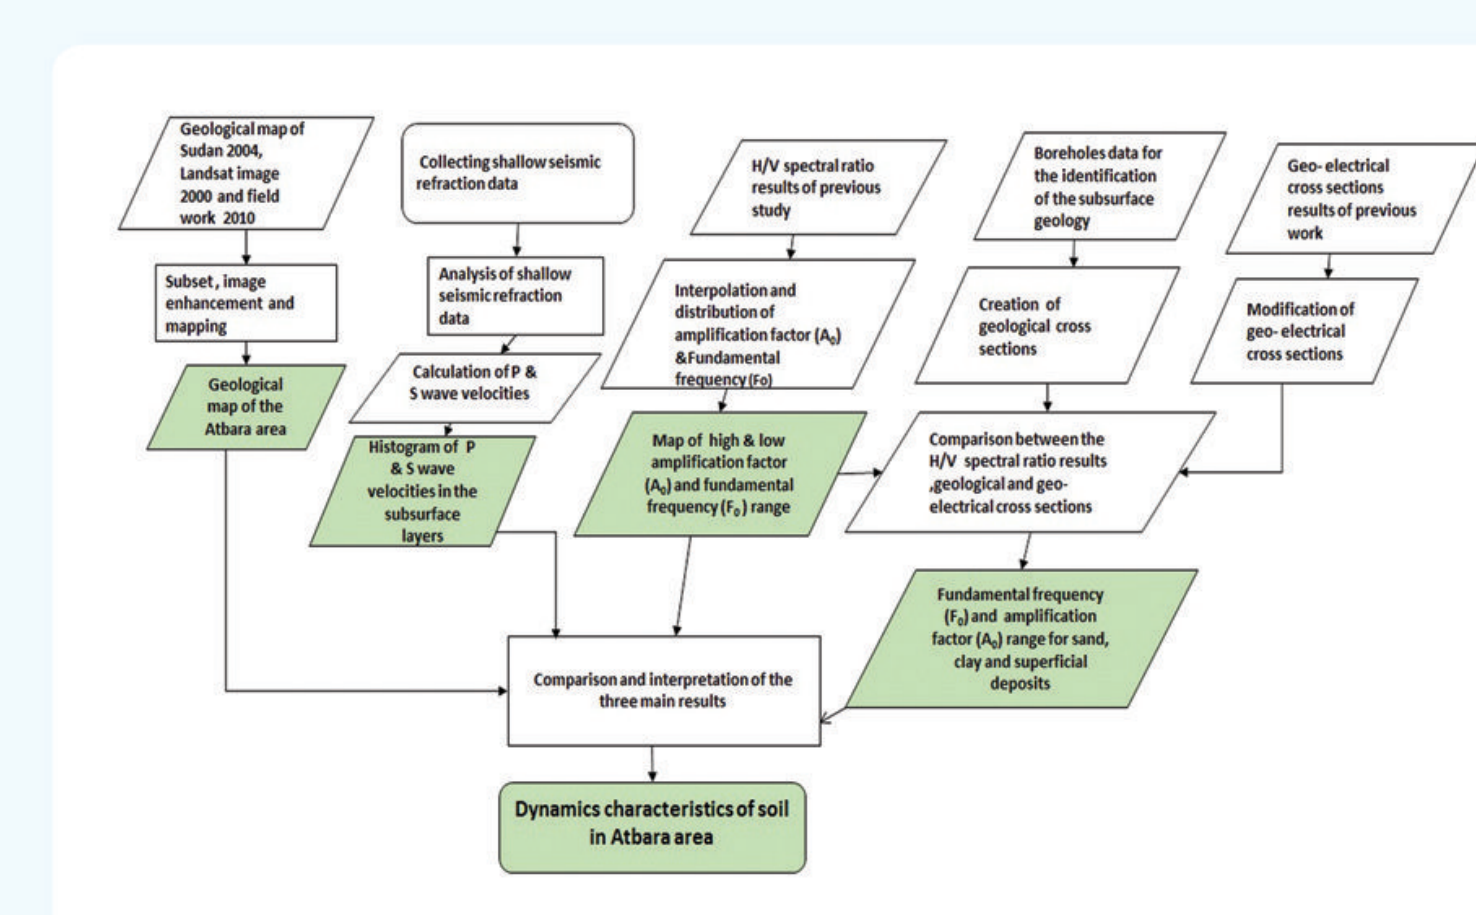 Geological map of
Sudan 2004,
Landsat image
2000 and field
work 2010
Collecting shallow seismic
refraction data
H/V spectral ratio
results of previous
study
Boreholes data for
the identification
of the subsurface
geology
Geo- electrical
cross sections
results of previous
work
Subset, image
enhancement and
mapping
Analysis of shallow
seismic refraction
data
Interpolation and
distribution of
amplification factor (A₀)
&Fundamental
frequency (Fo)
Creation of
geological cross
sections
Modification of
geo- electrical
cross sections
Geological
map of the
Atbara area
Calculation of P &
S wave velocities
Histogram of P
& S wave
velocities in the
subsurface
layers
Map of high & low
amplification factor
(A₀) and fundamental
frequency (F₀) range
Comparison between the
H/V spectral ratio results
,geological and geo-
electrical cross sections
Fundamental frequency
(F₀) and amplification
factor (A₀) range for sand,
clay and superficial
deposits
Comparison and interpretation of the
three main results
Dynamics characteristics of soil
in Atbara area